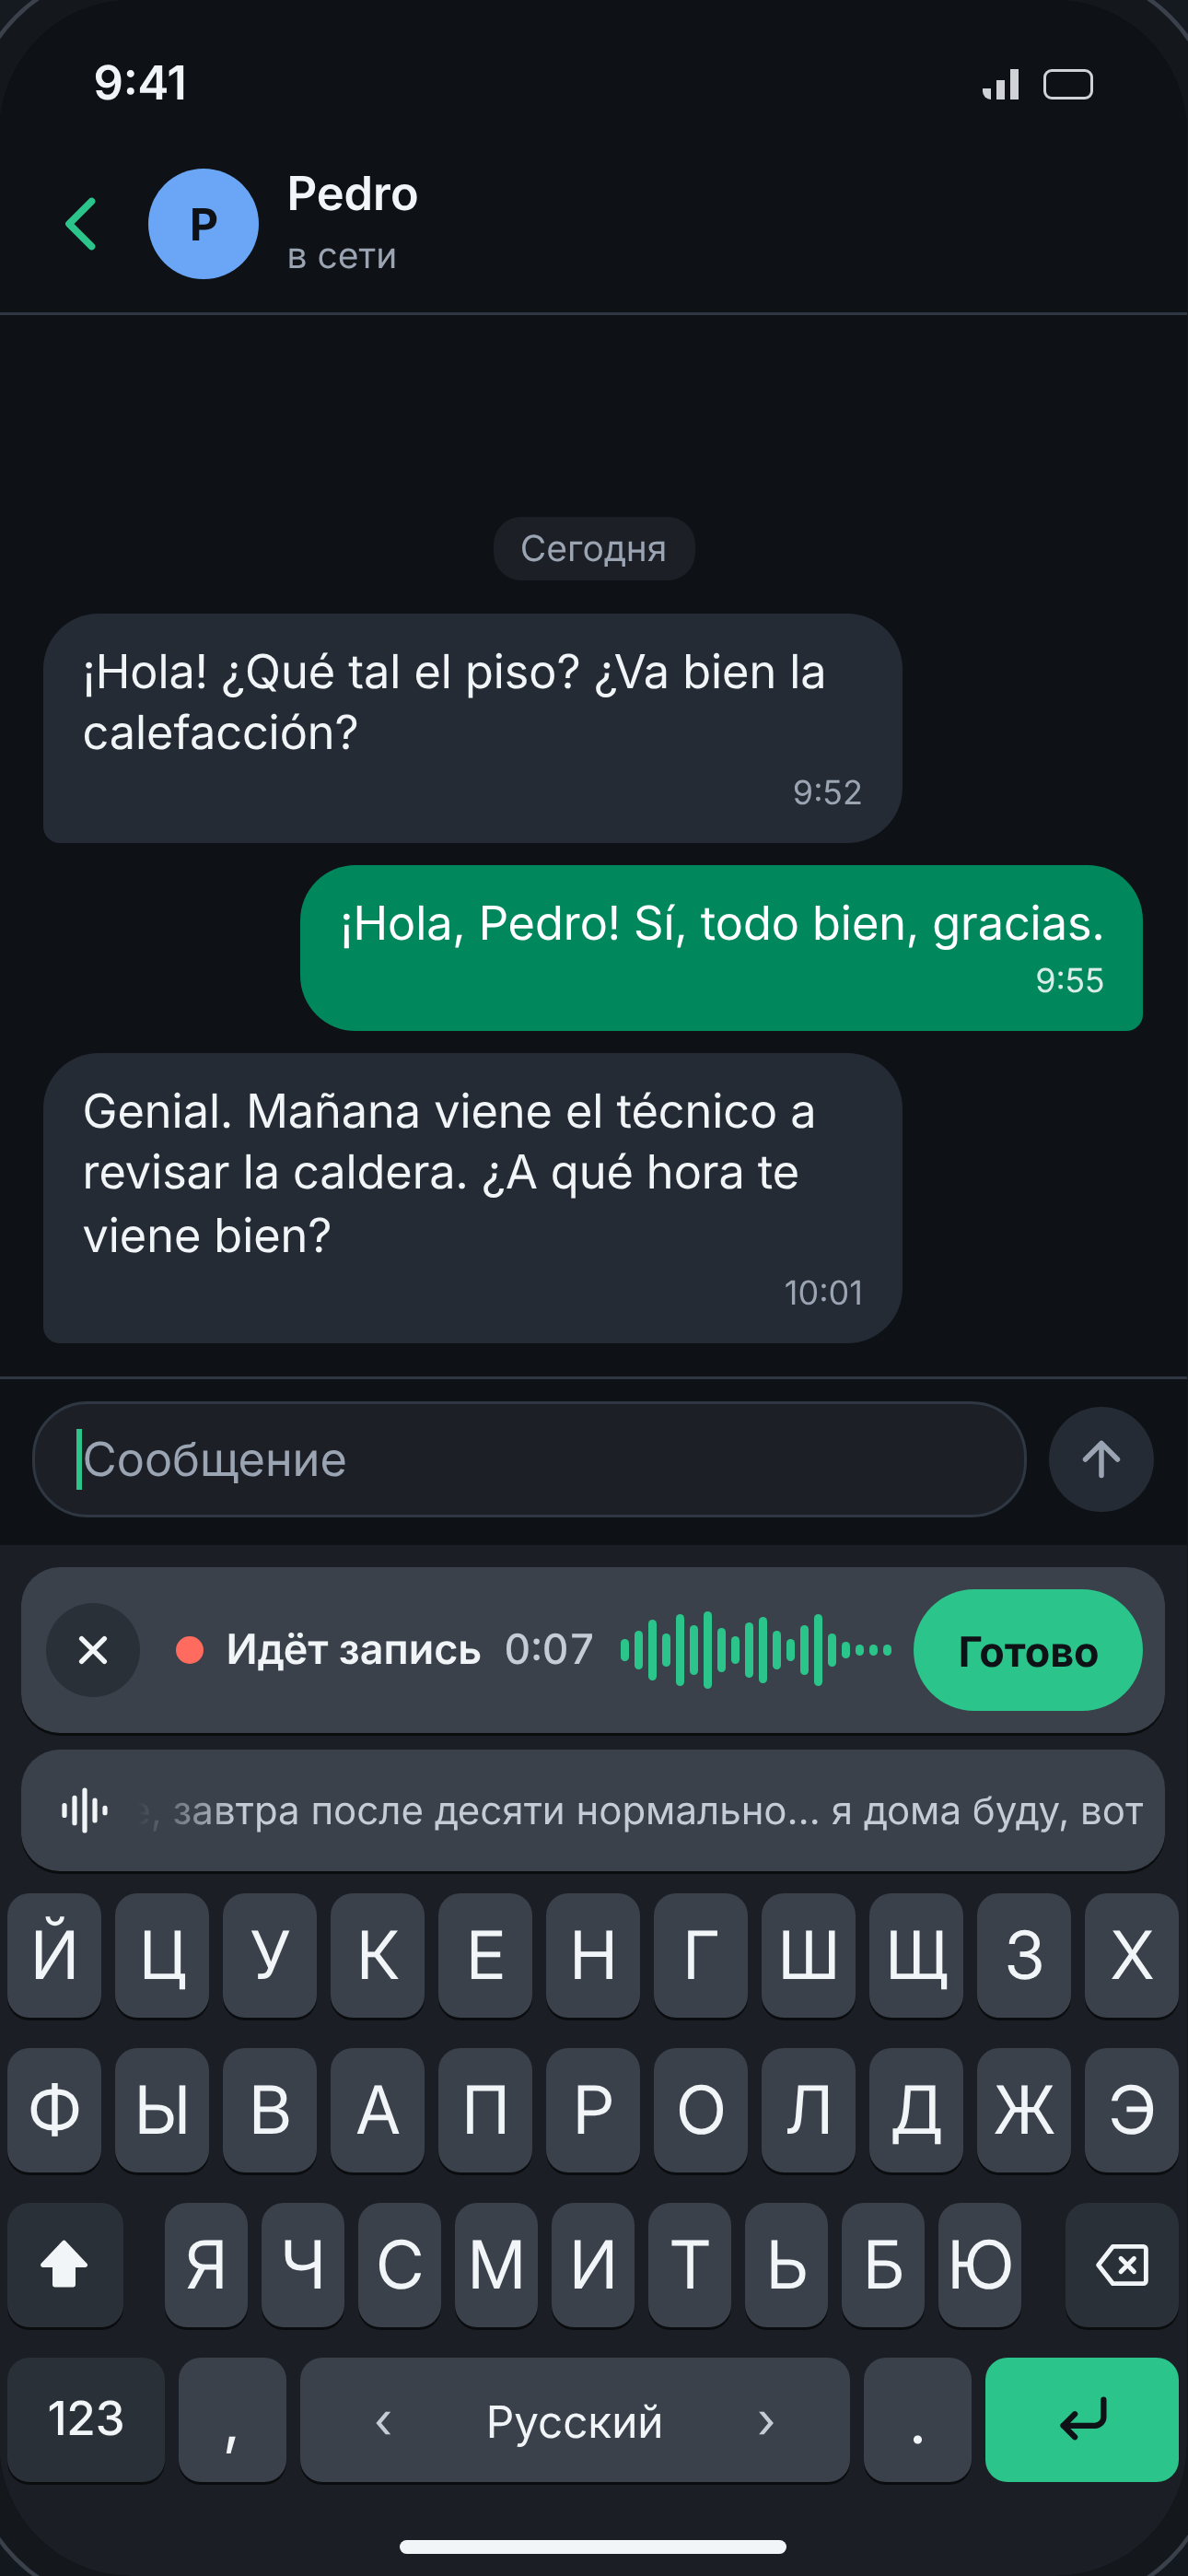 9:41
P
Pedro
в сети
Сегодня
¡Hola! ¿Qué tal el piso? ¿Va bien la
calefacción?
9:52
¡Hola, Pedro! Sí, todo bien, gracias.
9:55
Genial. Mañana viene el técnico a
revisar la caldera. ¿A qué hora te
viene bien?
10:01
Сообщение
Идёт запись 0:07 Готово
завтра после десяти нормально... я дома буду, вот
Й Ц У К Е Н Г Ш Щ З Х
Ф Ы В А П Р О Л Д Ж Э
Я Ч С М И Т Ь Б Ю
123 , ‹ Русский › .